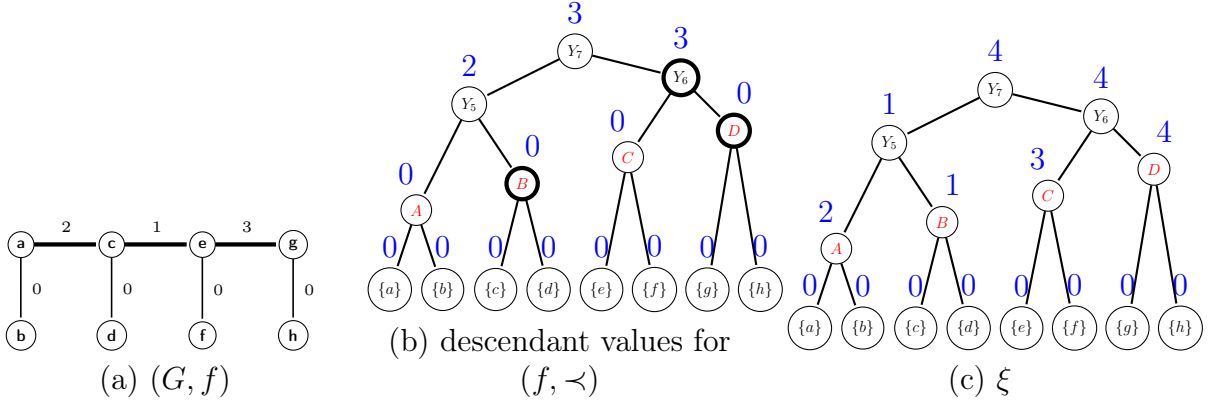 3
3
2
0
0
0
0
Y₇
Y₆
Y₅
D
C
B
A
0 0 0 0 0 0 0 0
{a} {b} {c} {d} {e} {f} {g} {h}
4
4
1
4
3
1
2
Y₇
Y₆
Y₅
D
C
B
A
0 0 0 0 0 0 0 0
{a} {b} {c} {d} {e} {f} {g} {h}
2 1 3
a c e g
0 0 0 0
b d f h
(a) (G, f)
(b) descendant values for
(f, ≺)
(c) ξ